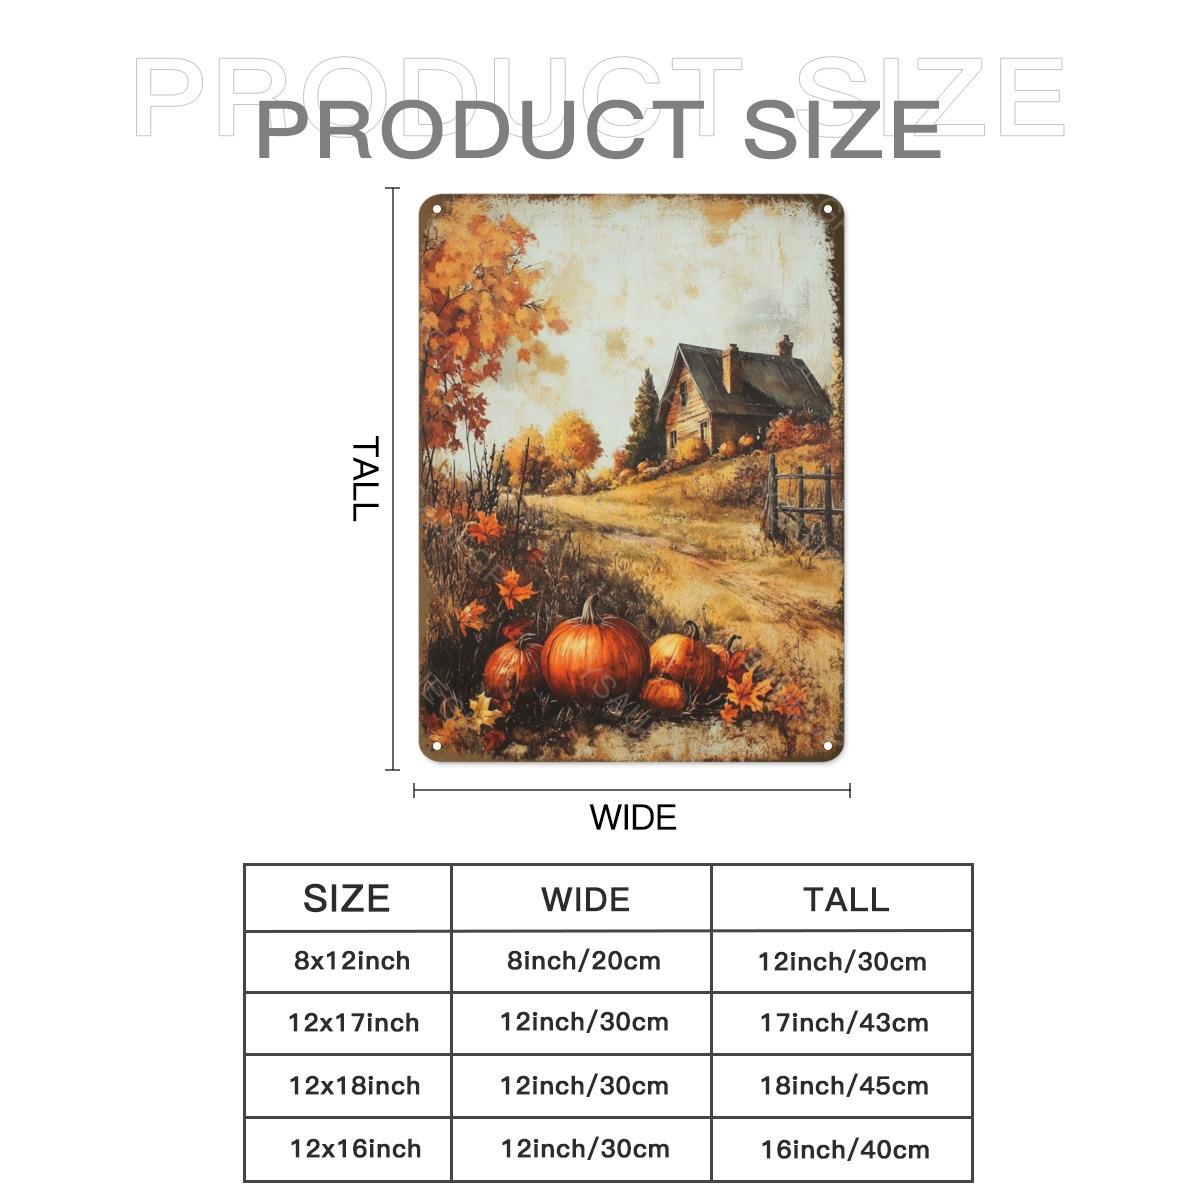 PRODUCT SIZE
PRODUCT SIZE
TALL
WIDE
SIZE WIDE TALL
8x12inch 8inch/20cm 12inch/30cm
12x17inch 12inch/30cm 17inch/43cm
12x18inch 12inch/30cm 18inch/45cm
12x16inch 12inch/30cm 16inch/40cm